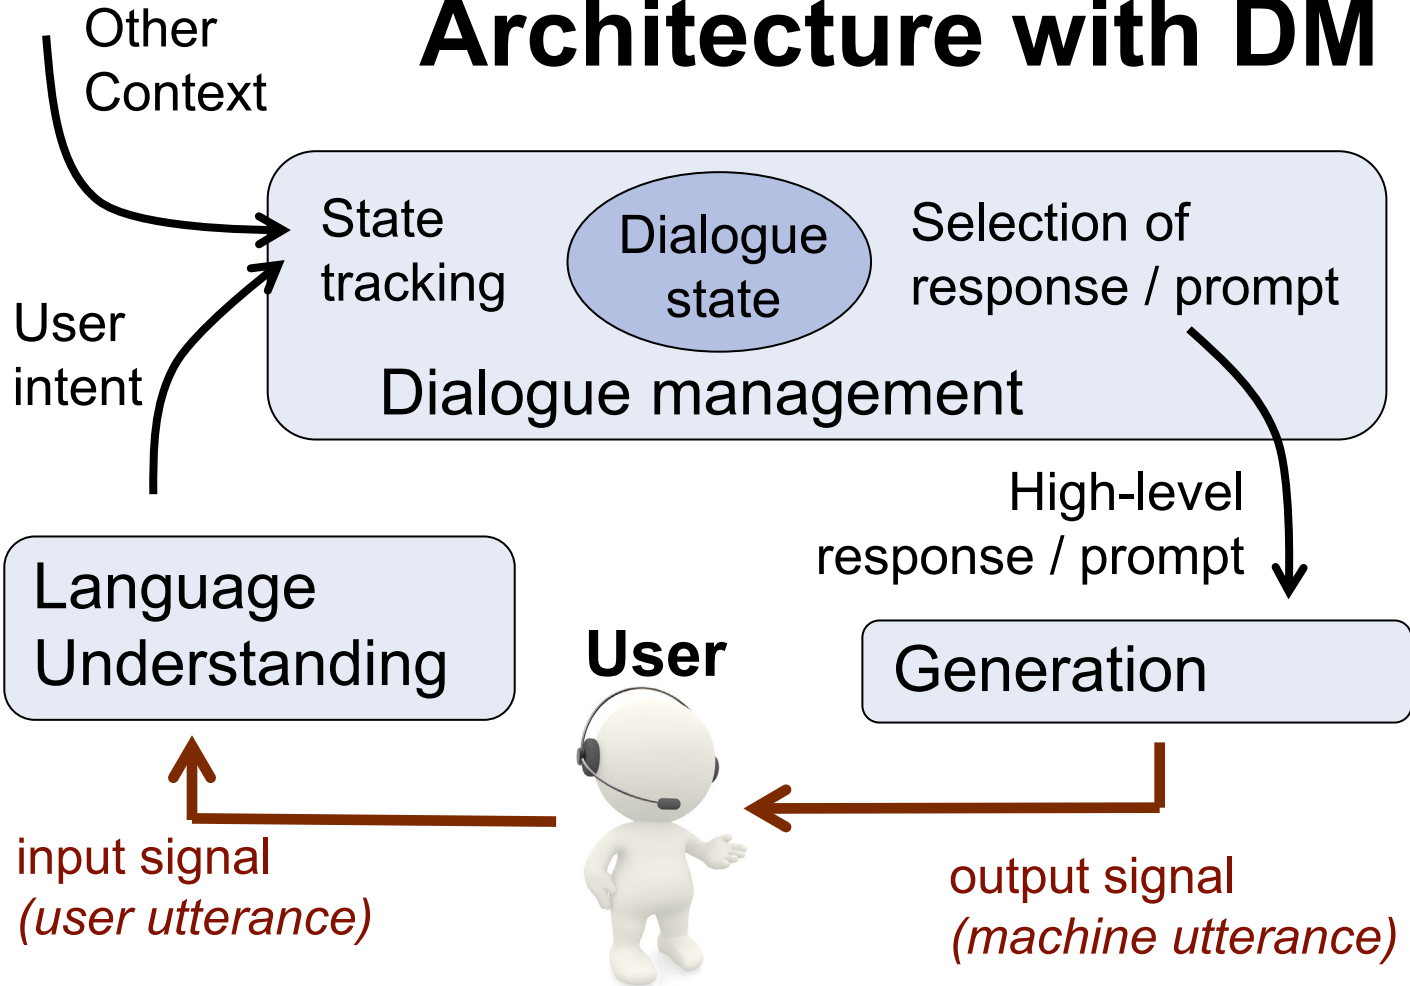 Architecture with DM
Other
Context
State
tracking
Dialogue
state
Selection of
response / prompt
User
intent
Dialogue management
High-level
response / prompt
Language
Understanding
User
Generation
input signal
(user utterance)
output signal
(machine utterance)